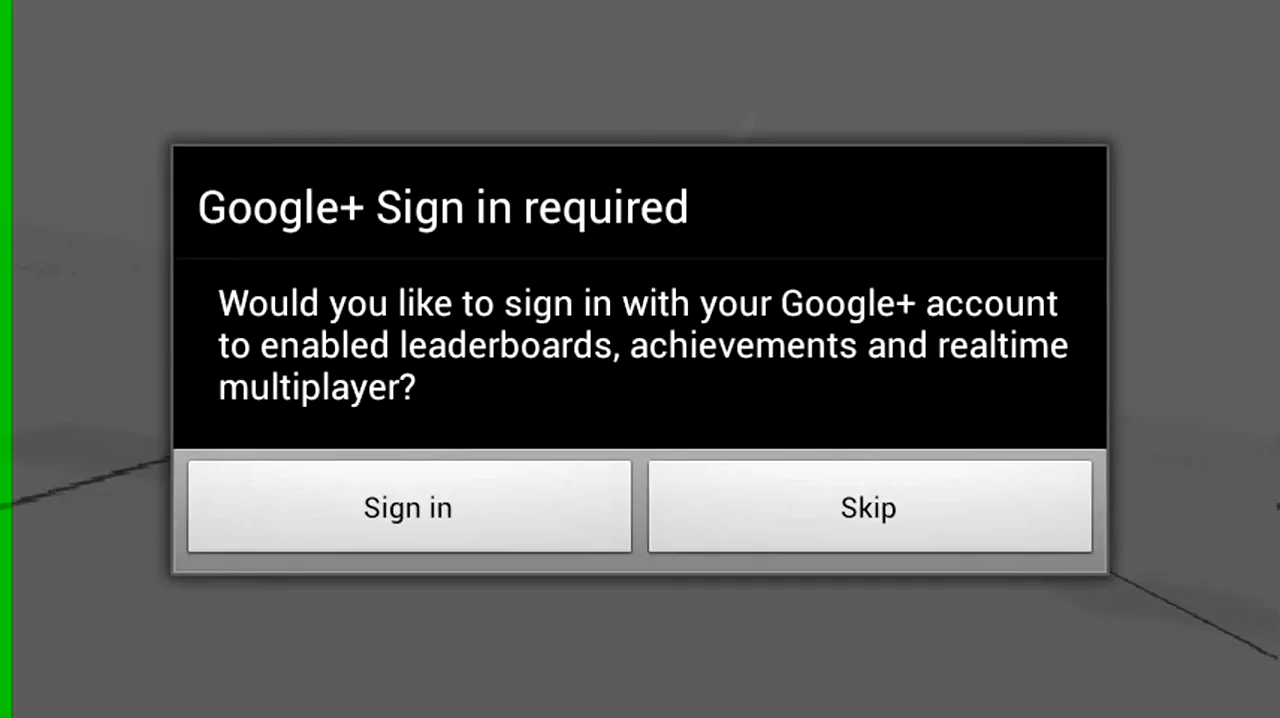 Google+ Sign in required
Would you like to sign in with your Google+ account
to enabled leaderboards, achievements and realtime
multiplayer?
Sign in
Skip